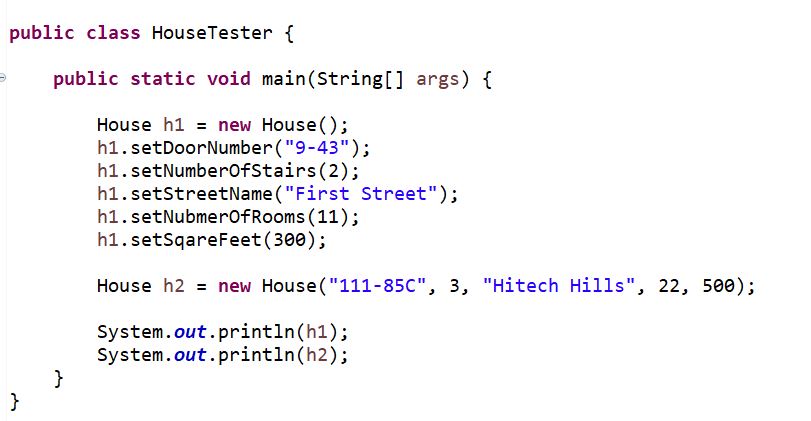 public class HouseTester {
public static void main(String[] args) {
House h1 = new House();
h1.setDoorNumber("9-43");
h1.setNumberOfStairs(2);
h1.setStreetName("First Street");
h1.setNubmerOfRooms(11);
h1.setSqareFeet(300);
House h2 = new House("111-85C", 3, "Hitech Hills", 22, 500);
System.out.println(h1);
System.out.println(h2);
}
}